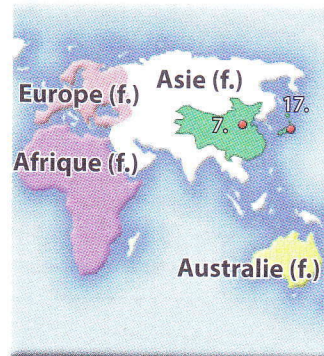 Asie (f.)
Europe (f.)
17.
7.
Afrique (f.)
Australie (f.)